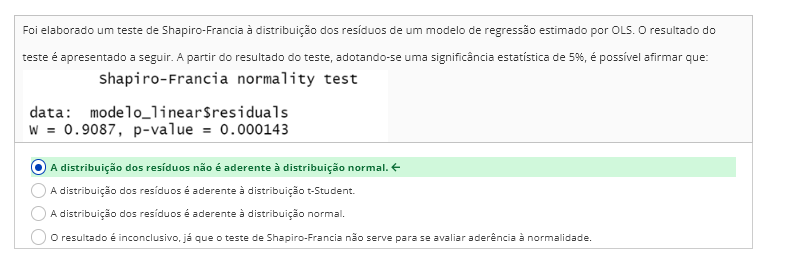 Foi elaborado um teste de Shapiro-Francia à distribuição dos resíduos de um modelo de regressão estimado por OLS. O resultado do
teste é apresentado a seguir. A partir do resultado do teste, adotando-se uma significância estatística de 5%, é possível afirmar que:
Shapiro-Francia normality test
data:  modelo_linear$residuals
W = 0.9087, p-value = 0.000143
A distribuição dos resíduos não é aderente à distribuição normal. ←
A distribuição dos resíduos é aderente à distribuição t-Student.
A distribuição dos resíduos é aderente à distribuição normal.
O resultado é inconclusivo, já que o teste de Shapiro-Francia não serve para se avaliar aderência à normalidade.